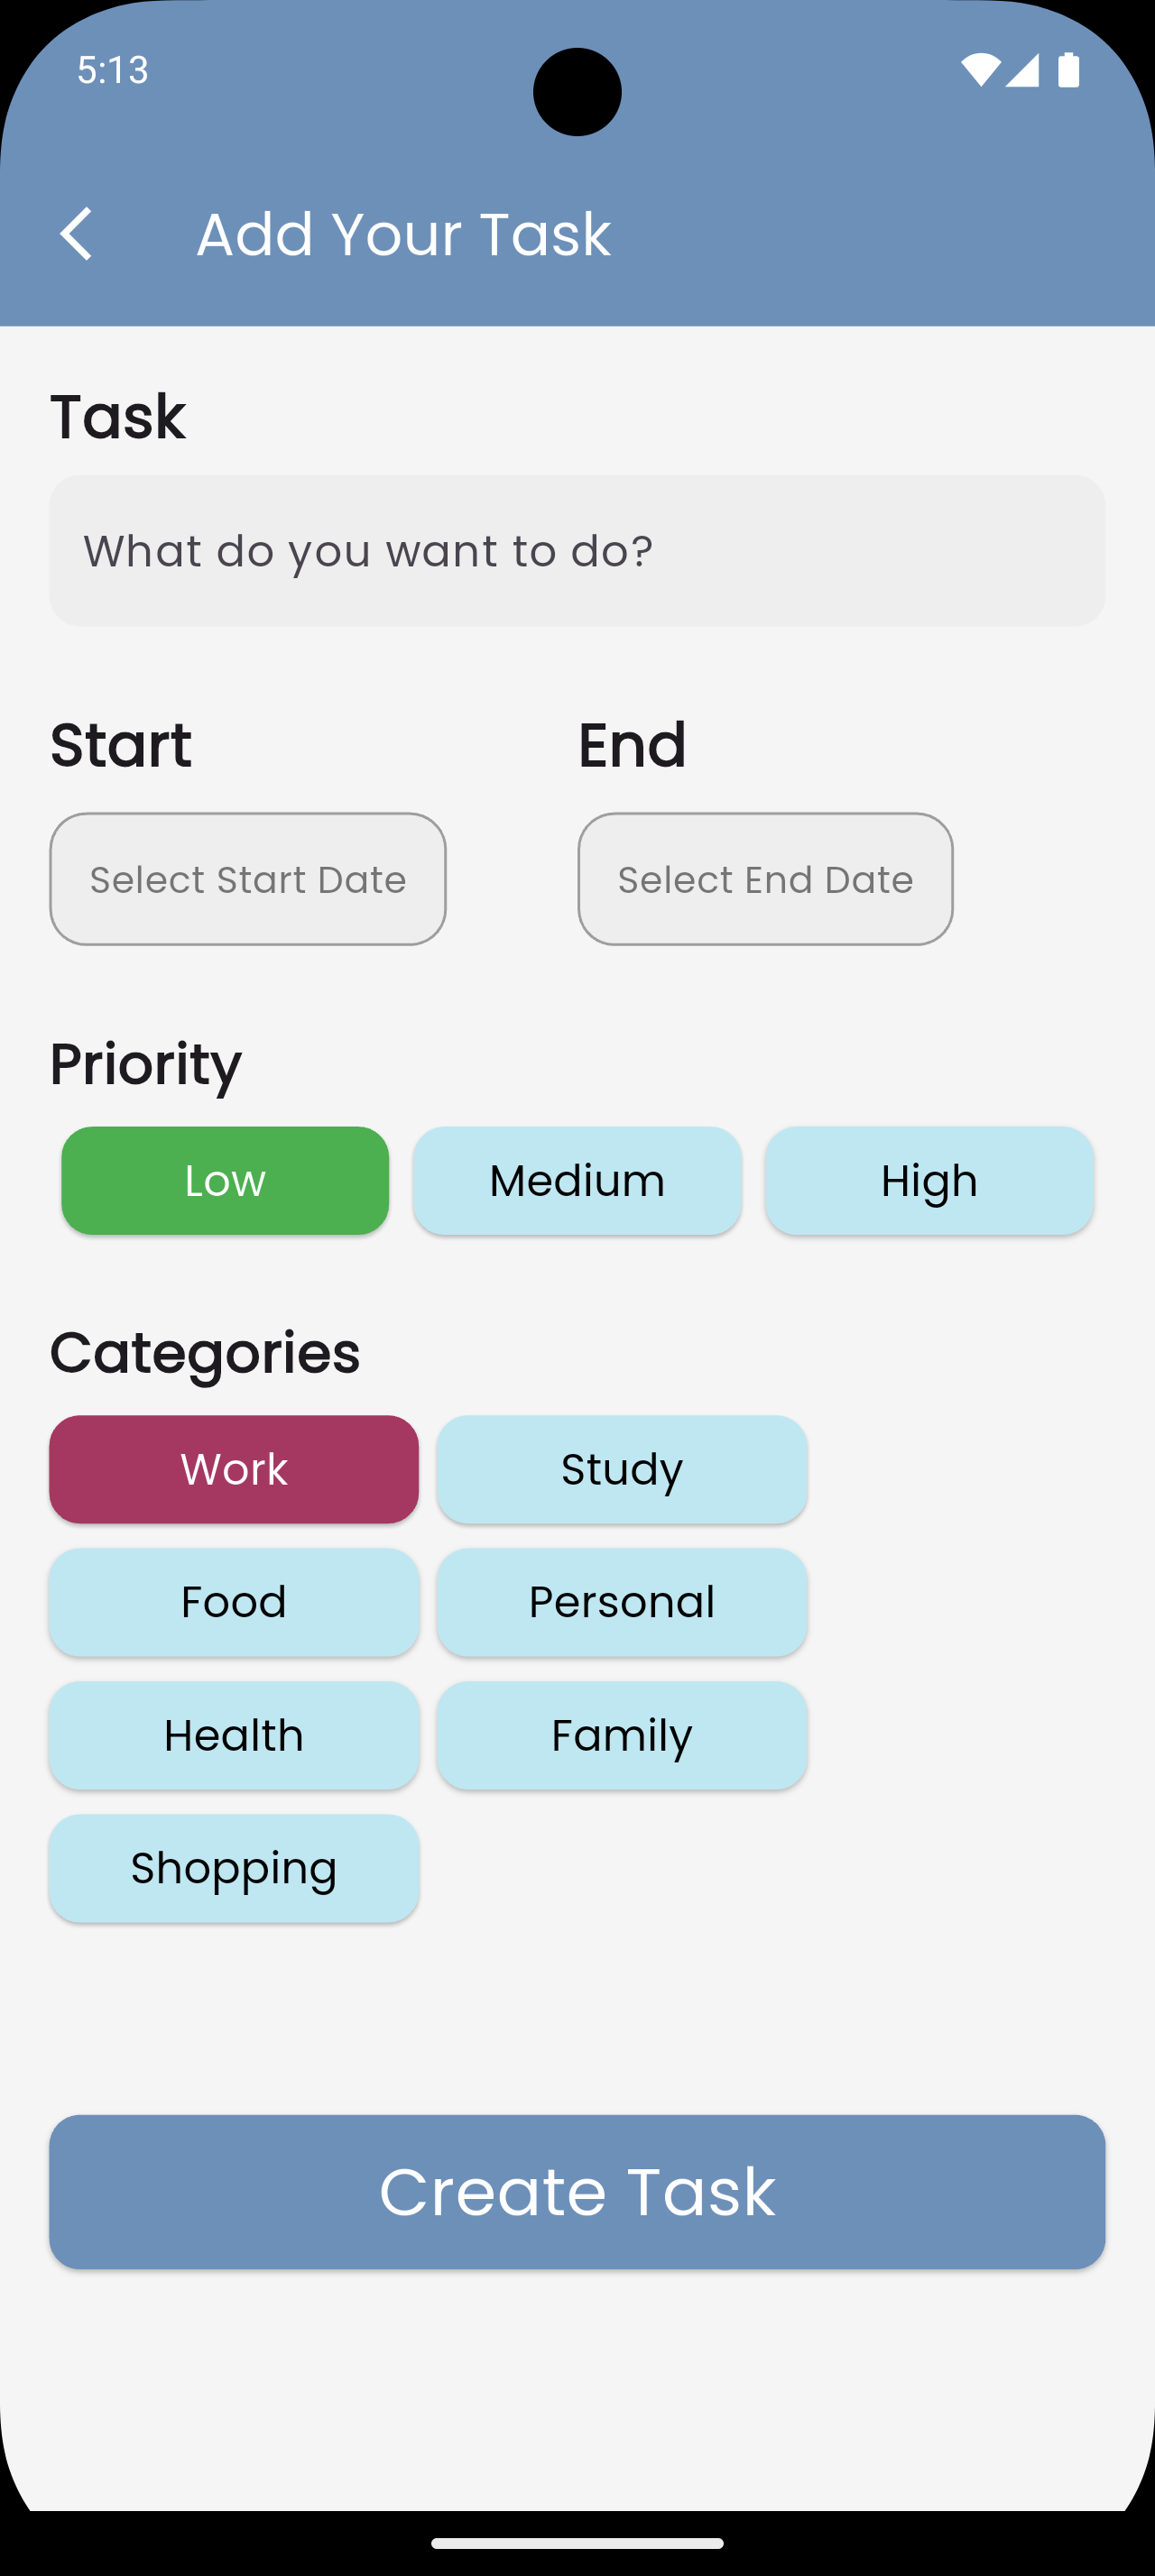 5:13
Add Your Task
Task
What do you want to do?
Start End
Select Start Date Select End Date
Priority
Low Medium High
Categories
Work Study
Food Personal
Health Family
Shopping
Create Task